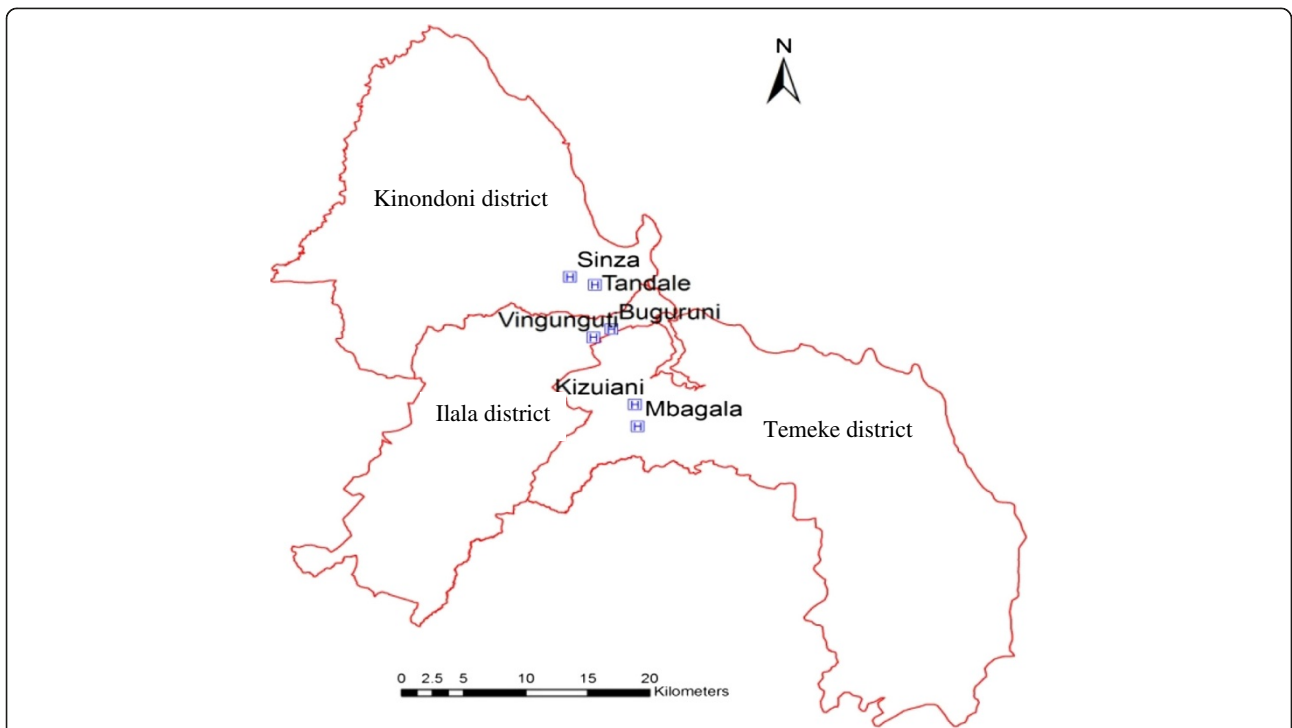 N
Kinondoni district
Sinza
H
H
Tandale
Buguruni
Vingunguti
H
H
Kizuiani
H
Mbagala
H
Ilala district
Temeke district
0 2.5 5 10 15 20
Kilometers